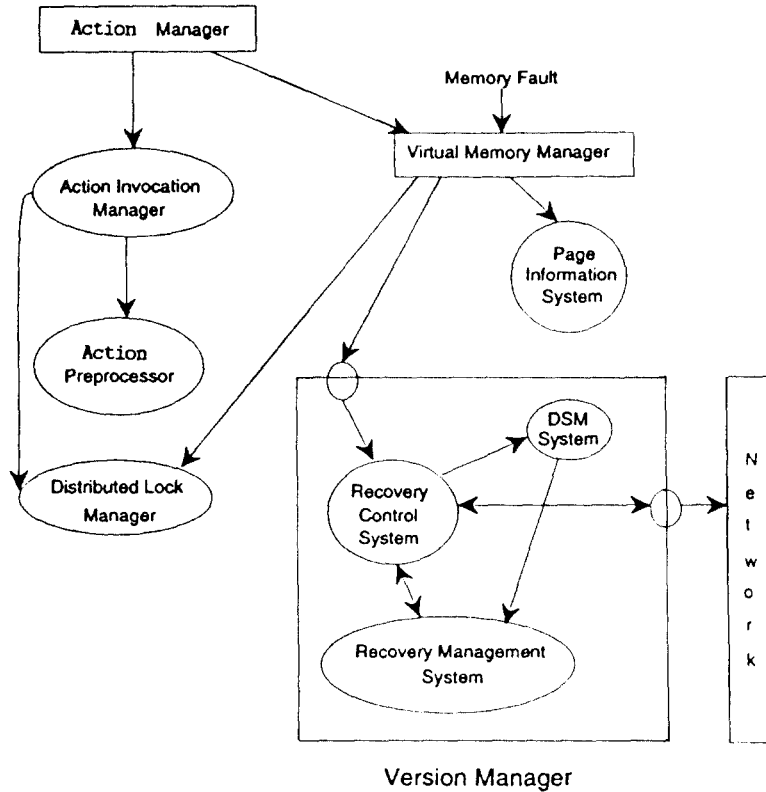 Action Manager
Memory Fault
Virtual Memory Manager
Action Invocation
Manager
Page
Information
System
Action
Preprocessor
DSM
System
Distributed Lock
Manager
Recovery
Control
System
Recovery Management
System
N
e
t
w
o
r
k
Version Manager